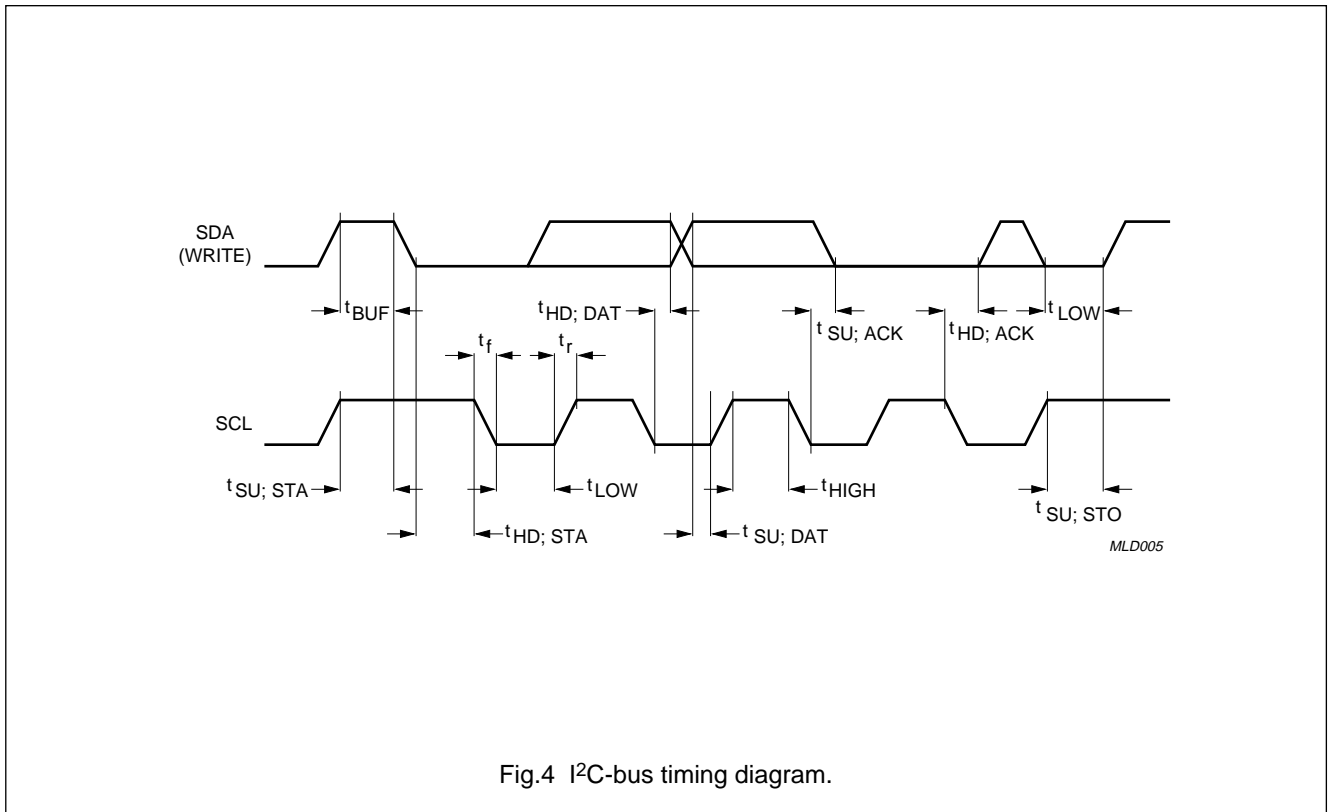 SDA
(WRITE)
tBUF
tHD; DAT
tSU; ACK
tHD; ACK
tLOW
tf
tr
SCL
tSU; STA
tLOW
tHIGH
tSU; STO
tHD; STA
tSU; DAT
MLD005
Fig.4 I²C-bus timing diagram.